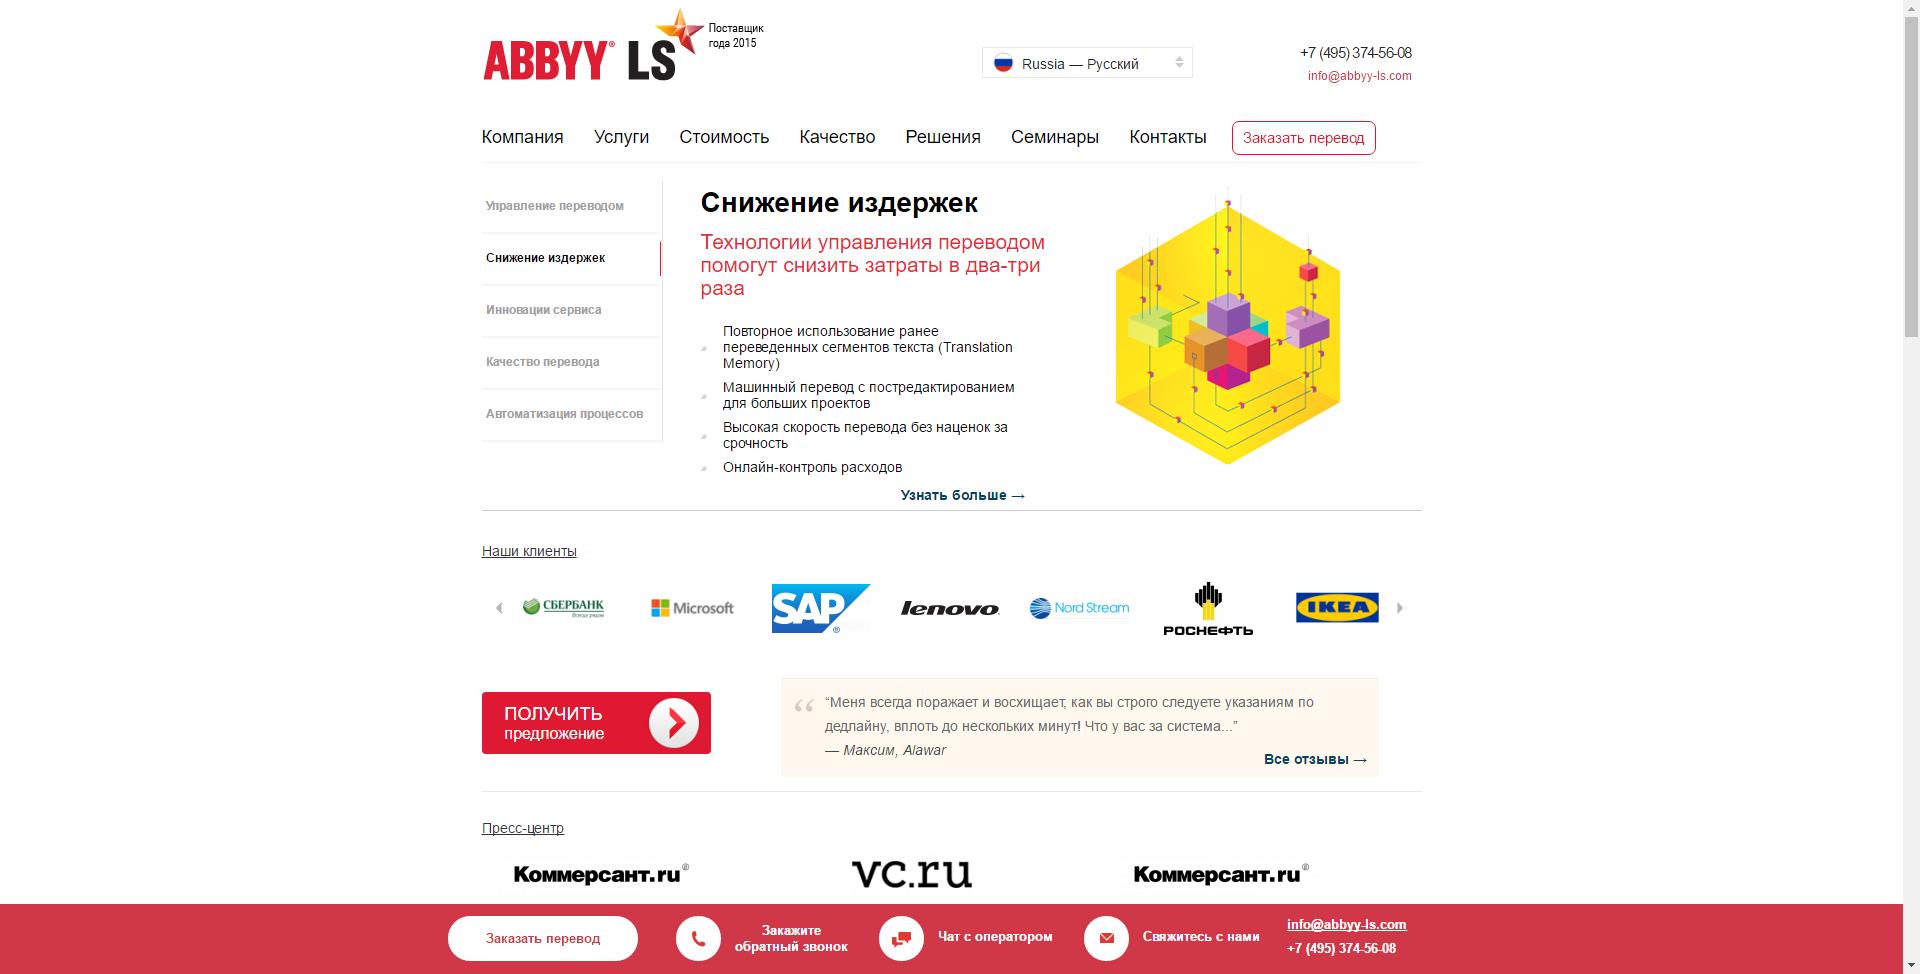 ABBYY® LS
Поставщик
года 2015
Russia — Русский
+7 (495) 374-56-08
info@abbyy-ls.com
Компания
Услуги
Стоимость
Качество
Решения
Семинары
Контакты
Заказать перевод
Управление переводом
Снижение издержек
Инновации сервиса
Качество перевода
Автоматизация процессов
Снижение издержек
Технологии управления переводом
помогут снизить затраты в два-три
раза
Повторное использование ранее
переведенных сегментов текста (Translation
Memory)
Машинный перевод с постредактированием
для больших проектов
Высокая скорость перевода без наценок за
срочность
Онлайн-контроль расходов
Узнать больше →
Наши клиенты
СБЕРБАНК
Всегда рядом
Microsoft
SAP®
lenovo
Nord Stream
РОСНЕФТЬ
IKEA
ПОЛУЧИТЬ
предложение
“Меня всегда поражает и восхищает, как вы строго следуете указаниям по
дедлайну, вплоть до нескольких минут! Что у вас за система...”
— Максим, Alawar
Все отзывы →
Пресс-центр
Коммерсант.ru®
vc.ru
Коммерсант.ru®
Заказать перевод
Закажите
обратный звонок
Чат с оператором
Свяжитесь с нами
info@abbyy-ls.com
+7 (495) 374-56-08